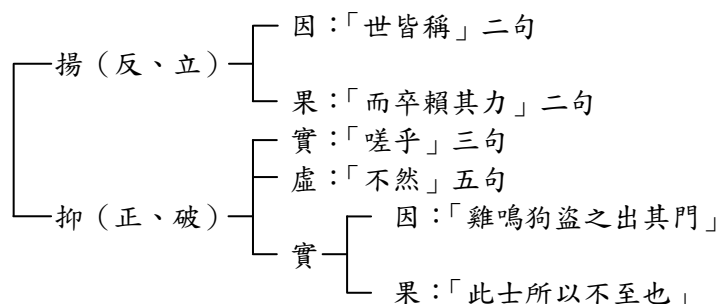 因：「世皆稱」二句
揚（反、立）
果：「而卒賴其力」二句
實：「嗟乎」三句
虛：「不然」五句
抑（正、破）
因：「雞鳴狗盜之出其門」
實
果：「此士所以不至也」